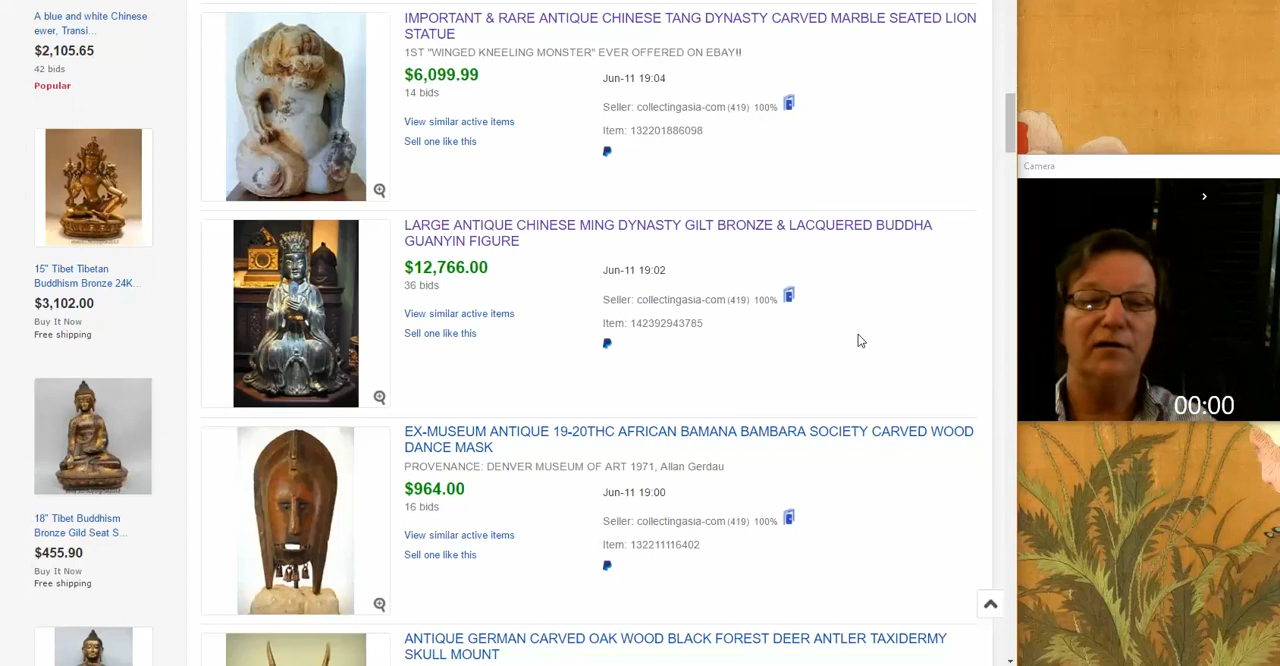 A blue and white Chinese
ewer, Transi...
$2,105.65
42 bids
Popular
15" Tibet Tibetan
Buddhism Bronze 24K...
$3,102.00
Buy It Now
Free shipping
18" Tibet Buddhism
Bronze Gild Seat S...
$455.90
Buy It Now
Free shipping
IMPORTANT & RARE ANTIQUE CHINESE TANG DYNASTY CARVED MARBLE SEATED LION
STATUE
1ST "WINGED KNEELING MONSTER" EVER OFFERED ON EBAY!!
$6,099.99
14 bids
View similar active items
Sell one like this
Jun-11 19:04
Seller: collectingasia-com (419) 100%
Item: 132201886098
LARGE ANTIQUE CHINESE MING DYNASTY GILT BRONZE & LACQUERED BUDDHA
GUANYIN FIGURE
$12,766.00
36 bids
View similar active items
Sell one like this
Jun-11 19:02
Seller: collectingasia-com (419) 100%
Item: 142392943785
EX-MUSEUM ANTIQUE 19-20THC AFRICAN BAMANA BAMBARA SOCIETY CARVED WOOD
DANCE MASK
PROVENANCE: DENVER MUSEUM OF ART 1971, Allan Gerdau
$964.00
16 bids
View similar active items
Sell one like this
Jun-11 19:00
Seller: collectingasia-com (419) 100%
Item: 132211116402
ANTIQUE GERMAN CARVED OAK WOOD BLACK FOREST DEER ANTLER TAXIDERMY
SKULL MOUNT
Camera
00:00